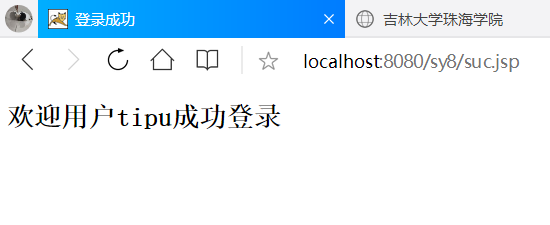 登录成功
吉林大学珠海学院
localhost:8080/sy8/suc.jsp
欢迎用户tipu成功登录